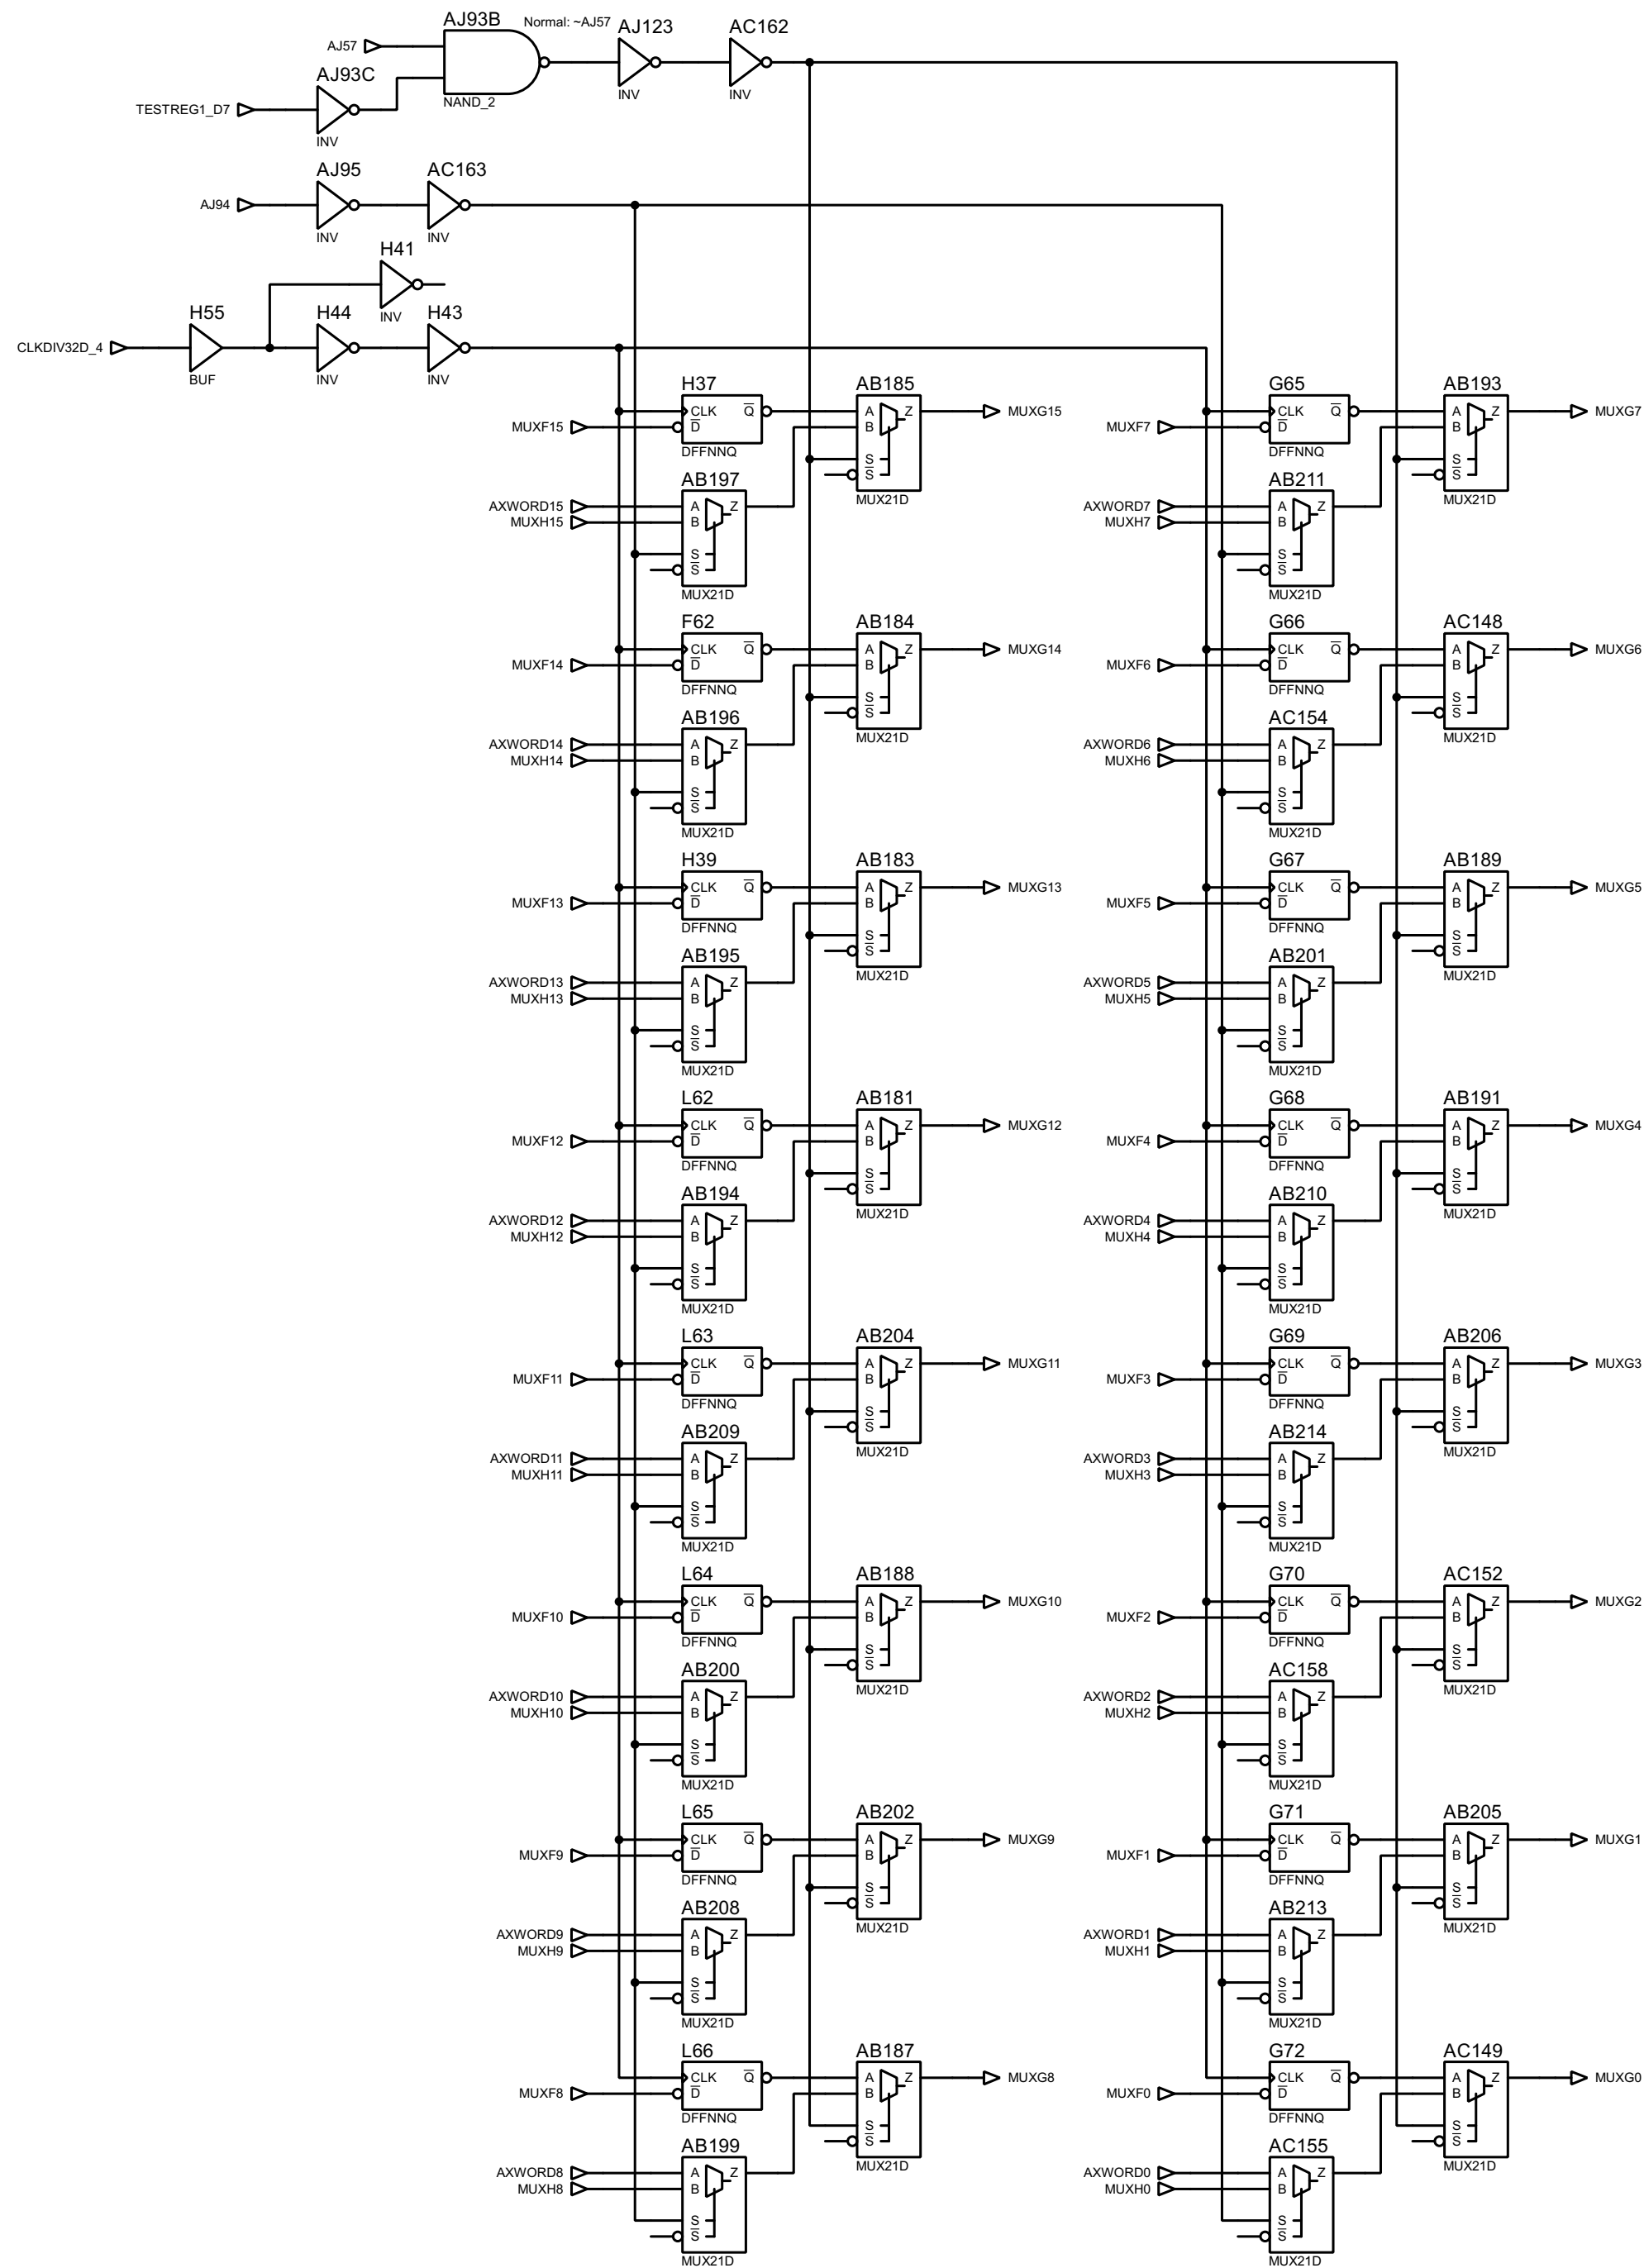 AJ93B
Normal: ~AJ57
AJ123
AC162
AJ57
AJ93C
NAND_2
INV
INV
TESTREG1_D7
INV
AJ95
AC163
AJ94
INV
INV
H41
INV
H55
H44
H43
CLKDIV32D_4
BUF
INV
INV
H37
AB185
G65
AB193
CLK Q
A Z
MUXG15
CLK Q
A Z
MUXG7
MUXF15
D
B
MUXF7
D
B
DFFNNQ
S
DFFNNQ
S
AB197
S
AB211
S
MUX21D
MUX21D
AXWORD15
A Z
AXWORD7
A Z
MUXH15
B
MUXH7
B
S
S
S
S
MUX21D
MUX21D
F62
AB184
G66
AC148
CLK Q
A Z
MUXG14
CLK Q
A Z
MUXG6
MUXF14
D
B
MUXF6
D
B
DFFNNQ
S
DFFNNQ
S
AB196
S
AC154
S
MUX21D
MUX21D
AXWORD14
A Z
AXWORD6
A Z
MUXH14
B
MUXH6
B
S
S
S
S
MUX21D
MUX21D
H39
AB183
G67
AB189
CLK Q
A Z
MUXG13
CLK Q
A Z
MUXG5
MUXF13
D
B
MUXF5
D
B
DFFNNQ
S
DFFNNQ
S
AB195
S
AB201
S
MUX21D
MUX21D
AXWORD13
A Z
AXWORD5
A Z
MUXH13
B
MUXH5
B
S
S
S
S
MUX21D
MUX21D
L62
AB181
G68
AB191
CLK Q
A Z
MUXG12
CLK Q
A Z
MUXG4
MUXF12
D
B
MUXF4
D
B
DFFNNQ
S
DFFNNQ
S
AB194
S
AB210
S
MUX21D
MUX21D
AXWORD12
A Z
AXWORD4
A Z
MUXH12
B
MUXH4
B
S
S
S
S
MUX21D
MUX21D
L63
AB204
G69
AB206
CLK Q
A Z
MUXG11
CLK Q
A Z
MUXG3
MUXF11
D
B
MUXF3
D
B
DFFNNQ
S
DFFNNQ
S
AB209
S
AB214
S
MUX21D
MUX21D
AXWORD11
A Z
AXWORD3
A Z
MUXH11
B
MUXH3
B
S
S
S
S
MUX21D
MUX21D
L64
AB188
G70
AC152
CLK Q
A Z
MUXG10
CLK Q
A Z
MUXG2
MUXF10
D
B
MUXF2
D
B
DFFNNQ
S
DFFNNQ
S
AB200
S
AC158
S
MUX21D
MUX21D
AXWORD10
A Z
AXWORD2
A Z
MUXH10
B
MUXH2
B
S
S
S
S
MUX21D
MUX21D
L65
AB202
G71
AB205
CLK Q
A Z
MUXG9
CLK Q
A Z
MUXG1
MUXF9
D
B
MUXF1
D
B
DFFNNQ
S
DFFNNQ
S
AB208
S
AB213
S
MUX21D
MUX21D
AXWORD9
A Z
AXWORD1
A Z
MUXH9
B
MUXH1
B
S
S
S
S
MUX21D
MUX21D
L66
AB187
G72
AC149
CLK Q
A Z
MUXG8
CLK Q
A Z
MUXG0
MUXF8
D
B
MUXF0
D
B
DFFNNQ
S
DFFNNQ
S
AB199
S
AC155
S
MUX21D
MUX21D
AXWORD8
A Z
AXWORD0
A Z
MUXH8
B
MUXH0
B
S
S
S
S
MUX21D
MUX21D